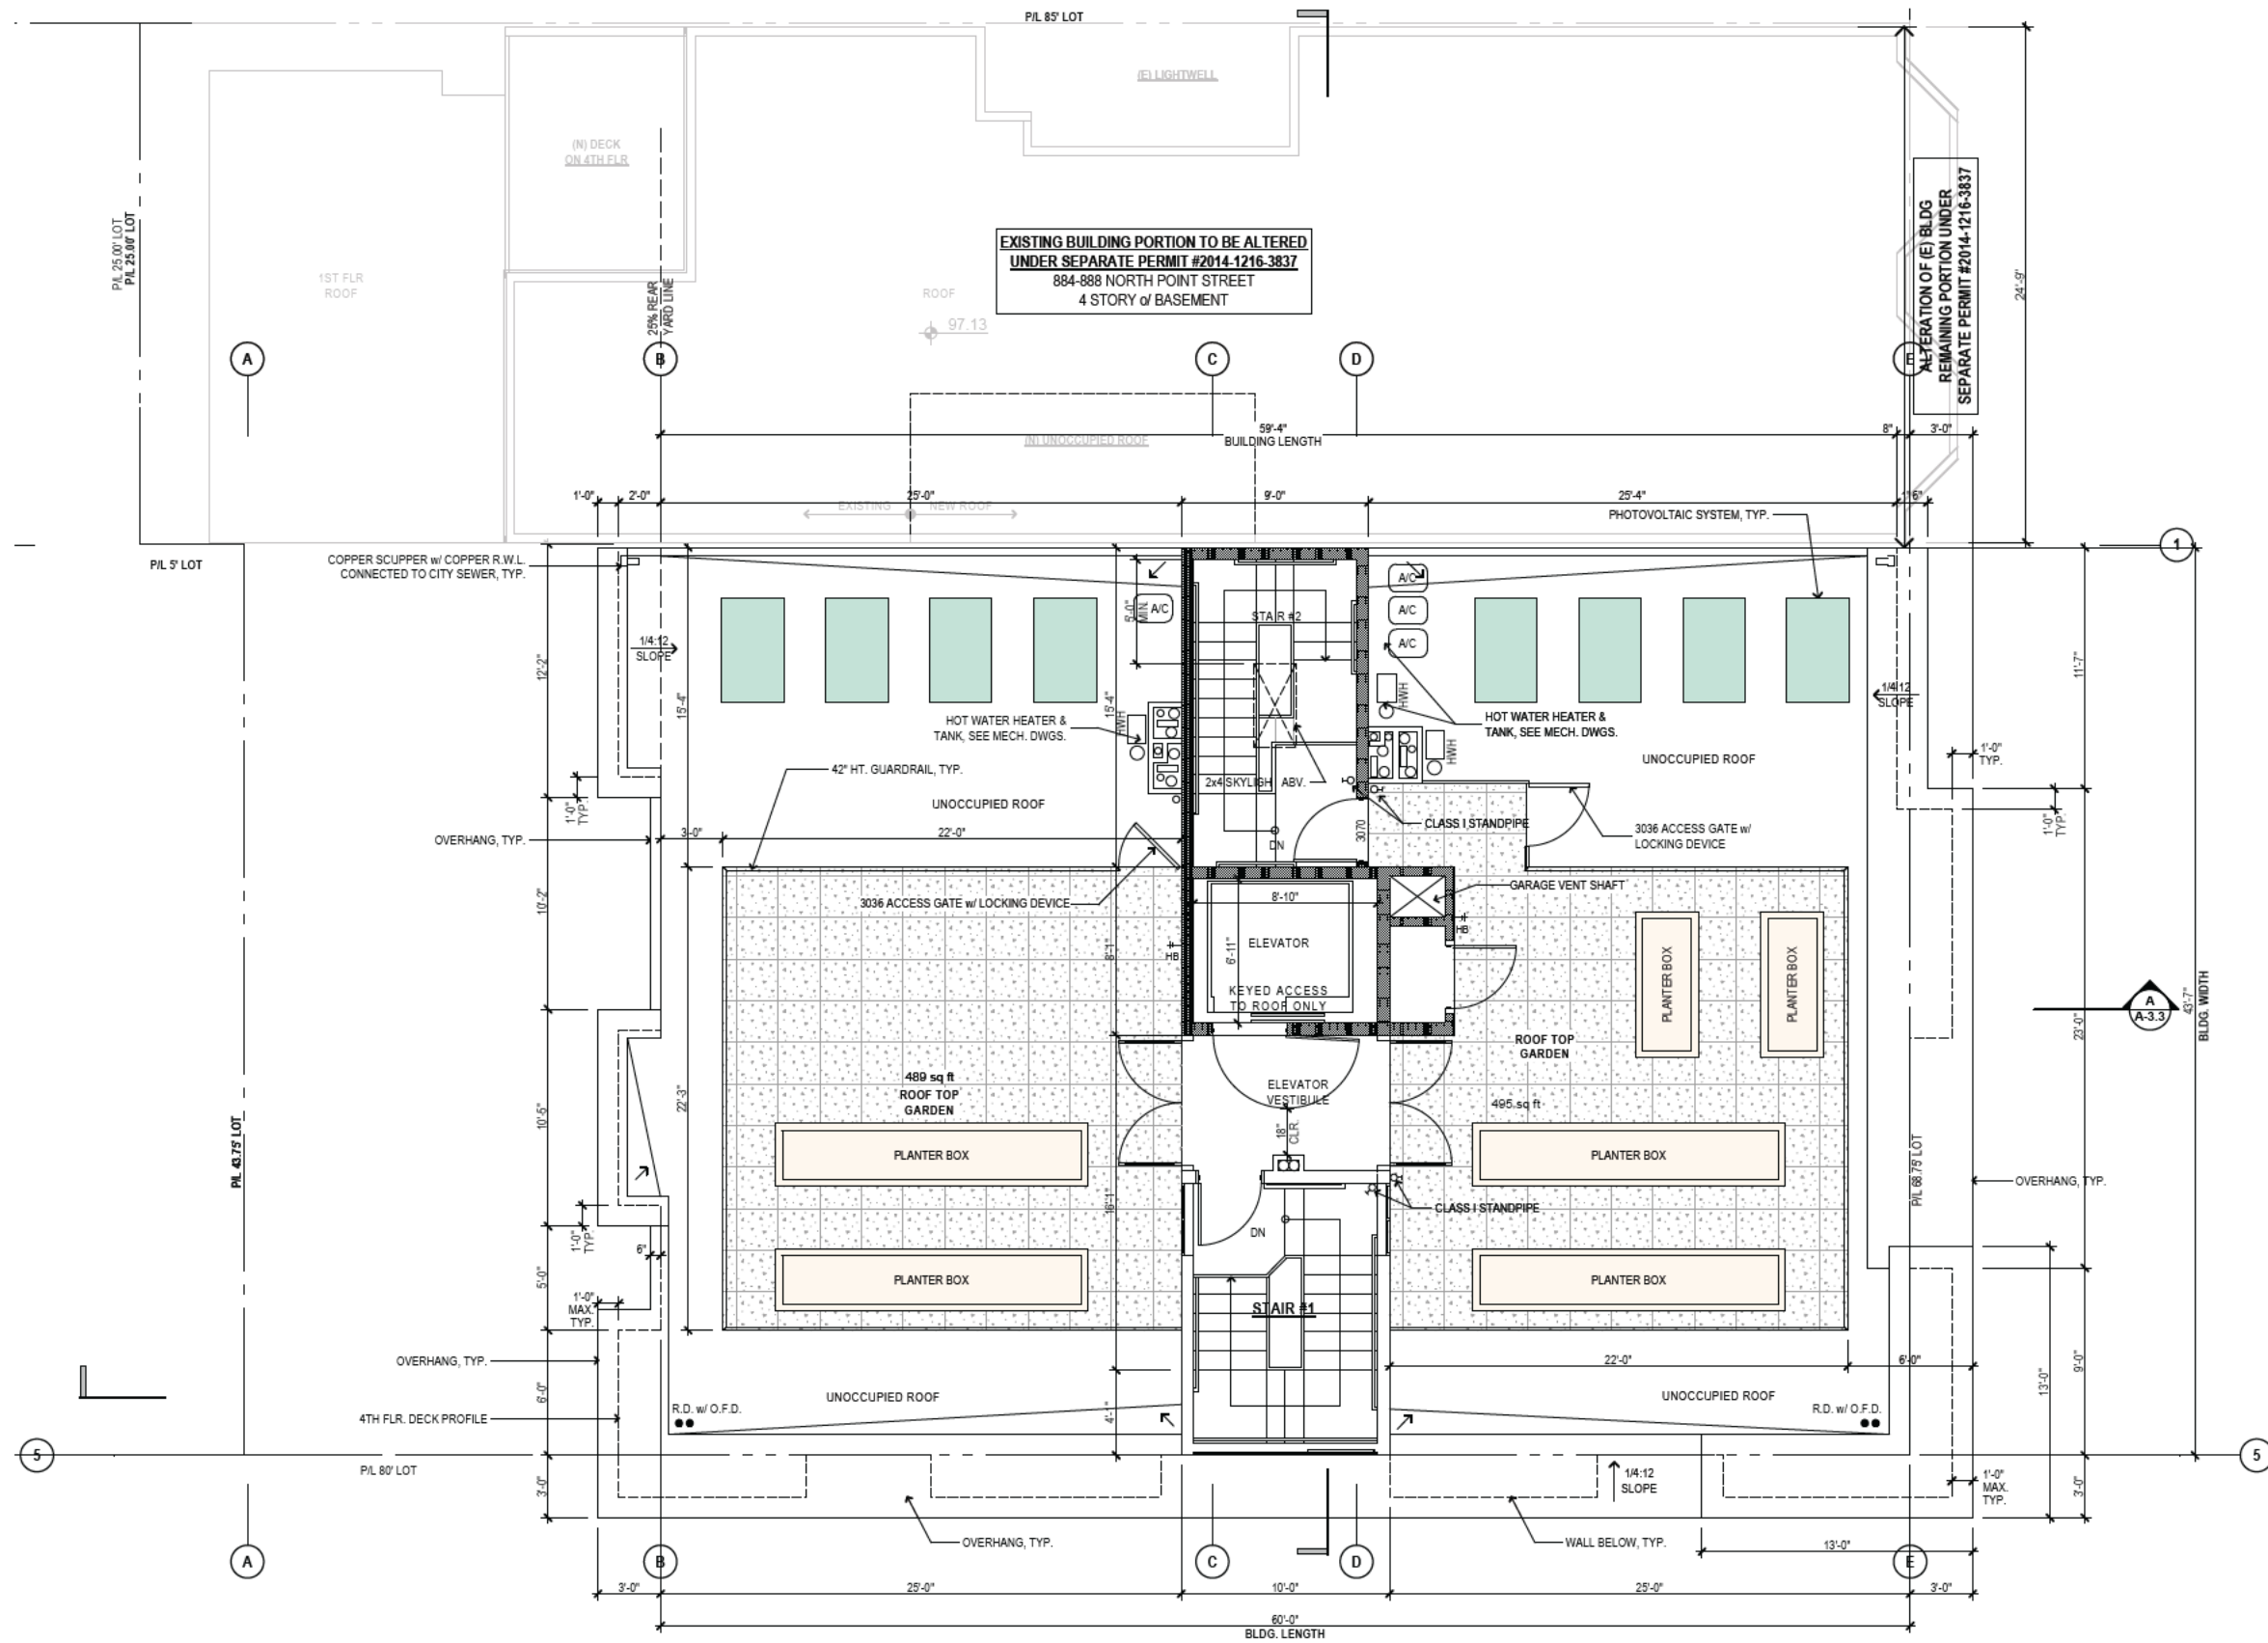 P/L 85' LOT
(E) LIGHTWELL
(N) DECK
ON 4TH FLR
P/L 25.00' LOT
P/L 25.00' LOT
1ST FLR
ROOF
25% REAR
YARD LINE
ROOF
97.13
EXISTING BUILDING PORTION TO BE ALTERED
UNDER SEPARATE PERMIT #2014-1216-3837
884-888 NORTH POINT STREET
4 STORY o/ BASEMENT
ALTERATION OF (E) BLDG
REMAINING PORTION UNDER
SEPARATE PERMIT #2014-1216-3837
24'-9"
A
B
C
D
E
59'-4"
BUILDING LENGTH
8"
3'-0"
(N) UNOCCUPIED ROOF
1'-0"
2'-0"
25'-0"
9'-0"
25'-4"
1'6"
EXISTING
NEW ROOF
PHOTOVOLTAIC SYSTEM, TYP.
1
P/L 5' LOT
COPPER SCUPPER w/ COPPER R.W.L.
CONNECTED TO CITY SEWER, TYP.
A/C
A/C
A/C
A/C
5'-0"
MIN.
STAIR #2
1/4:12
SLOPE
1/4:12
SLOPE
12'-2"
15'-4"
15'-4"
11'-7"
HWH
HWH
HWH
HOT WATER HEATER &
TANK, SEE MECH. DWGS.
HOT WATER HEATER &
TANK, SEE MECH. DWGS.
42" HT. GUARDRAIL, TYP.
2x4 SKYLIGH ABV.
UNOCCUPIED ROOF
UNOCCUPIED ROOF
1'-0"
TYP.
1'-0"
TYP.
1'-0"
TYP.
OVERHANG, TYP.
3'-0"
22'-0"
DN
3070
CLASS I STANDPIPE
3036 ACCESS GATE w/
LOCKING DEVICE
3036 ACCESS GATE w/ LOCKING DEVICE
GARAGE VENT SHAFT
10'-2"
8'-10"
6'-11"
8'-1"
HB
HB
ELEVATOR
KEYED ACCESS
TO ROOF ONLY
PLANTER BOX
PLANTER BOX
A
A-3.3
43'-7"
BLDG. WIDTH
23'-0"
ROOF TOP
GARDEN
489 sq ft
ROOF TOP
GARDEN
495 sq ft
ELEVATOR
VESTIBULE
18"
CLR.
22'-3"
10'-5"
P/L 43.75' LOT
P/L 68.75' LOT
PLANTER BOX
PLANTER BOX
OVERHANG, TYP.
16'-1"
CLASS I STANDPIPE
DN
1'-0"
TYP.
6"
5'-0"
PLANTER BOX
PLANTER BOX
1'-0"
MAX.
TYP.
STAIR #1
OVERHANG, TYP.
22'-0"
6'-0"
9'-0"
13'-0"
6'-0"
UNOCCUPIED ROOF
UNOCCUPIED ROOF
R.D. w/ O.F.D.
R.D. w/ O.F.D.
4TH FLR. DECK PROFILE
4'-1"
5
5
P/L 80' LOT
3'-0"
1/4:12
SLOPE
1'-0"
MAX.
TYP.
3'-0"
OVERHANG, TYP.
WALL BELOW, TYP.
13'-0"
A
B
C
D
E
3'-0"
25'-0"
10'-0"
25'-0"
3'-0"
60'-0"
BLDG. LENGTH